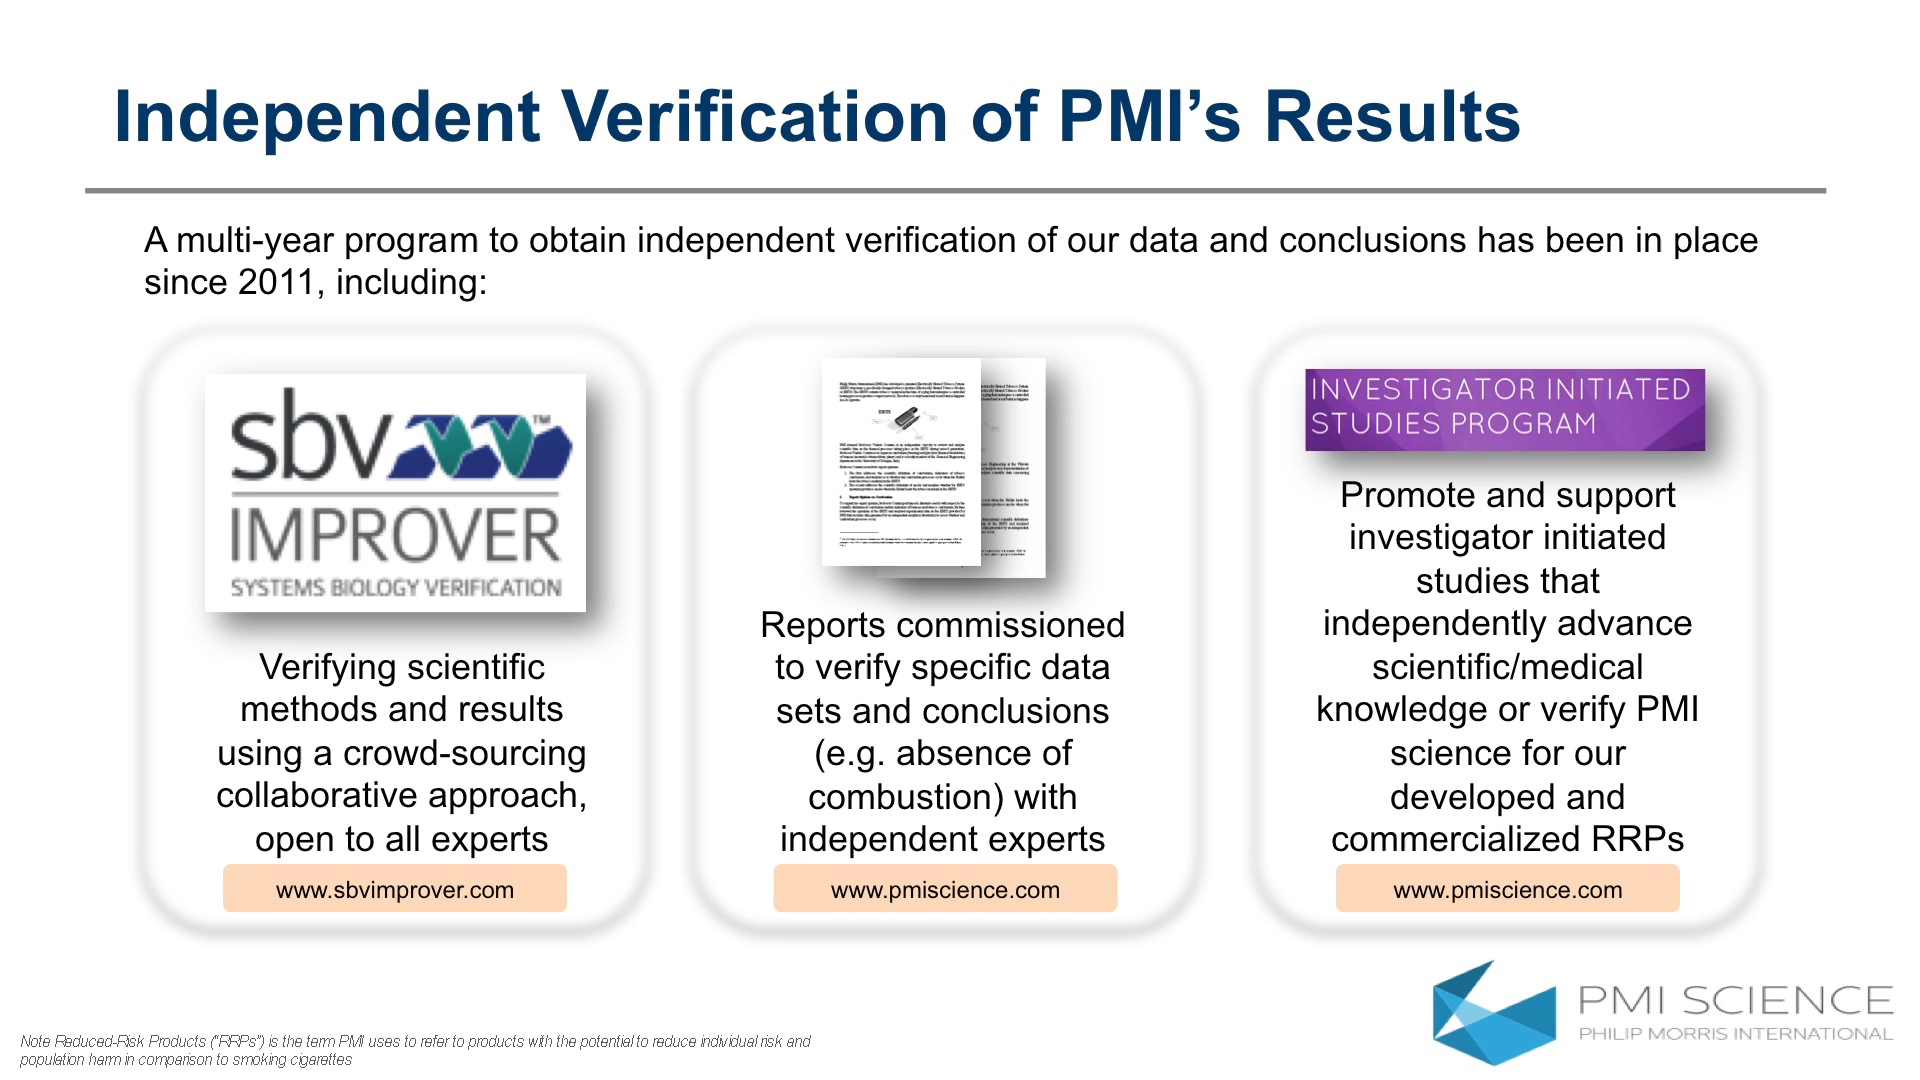 Independent Verification of PMI’s Results
A multi-year program to obtain independent verification of our data and conclusions has been in place
since 2011, including:
sbv™
IMPROVER
SYSTEMS BIOLOGY VERIFICATION
Verifying scientific
methods and results
using a crowd-sourcing
collaborative approach,
open to all experts
www.sbvimprover.com
Reports commissioned
to verify specific data
sets and conclusions
(e.g. absence of
combustion) with
independent experts
www.pmiscience.com
INVESTIGATOR INITIATED
STUDIES PROGRAM
Promote and support
investigator initiated
studies that
independently advance
scientific/medical
knowledge or verify PMI
science for our
developed and
commercialized RRPs
www.pmiscience.com
PMI SCIENCE
PHILIP MORRIS INTERNATIONAL
Note Reduced-Risk Products ("RRPs") is the term PMI uses to refer to products with the potential to reduce individual risk and
population harm in comparison to smoking cigarettes